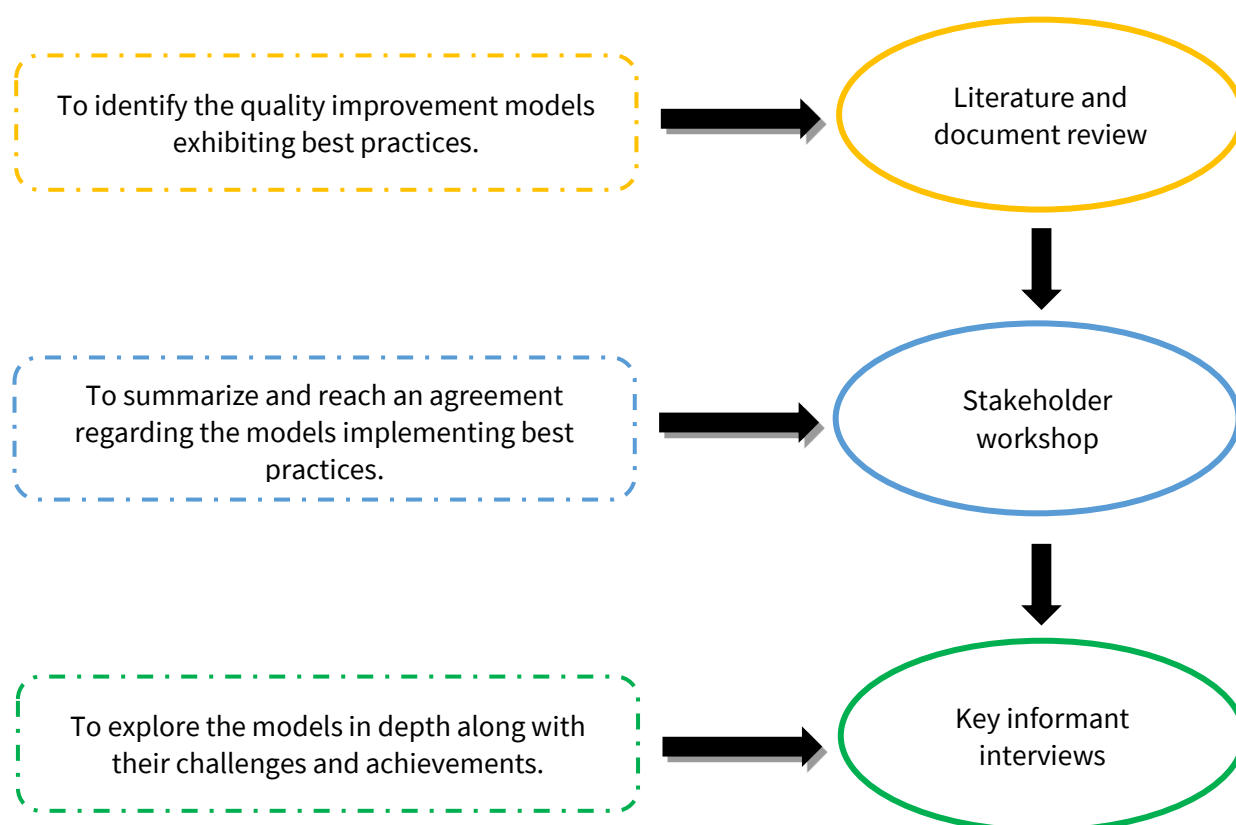 To identify the quality improvement models
exhibiting best practices.
Literature and
document review
To summarize and reach an agreement
regarding the models implementing best
practices.
Stakeholder
workshop
To explore the models in depth along with
their challenges and achievements.
Key informant
interviews